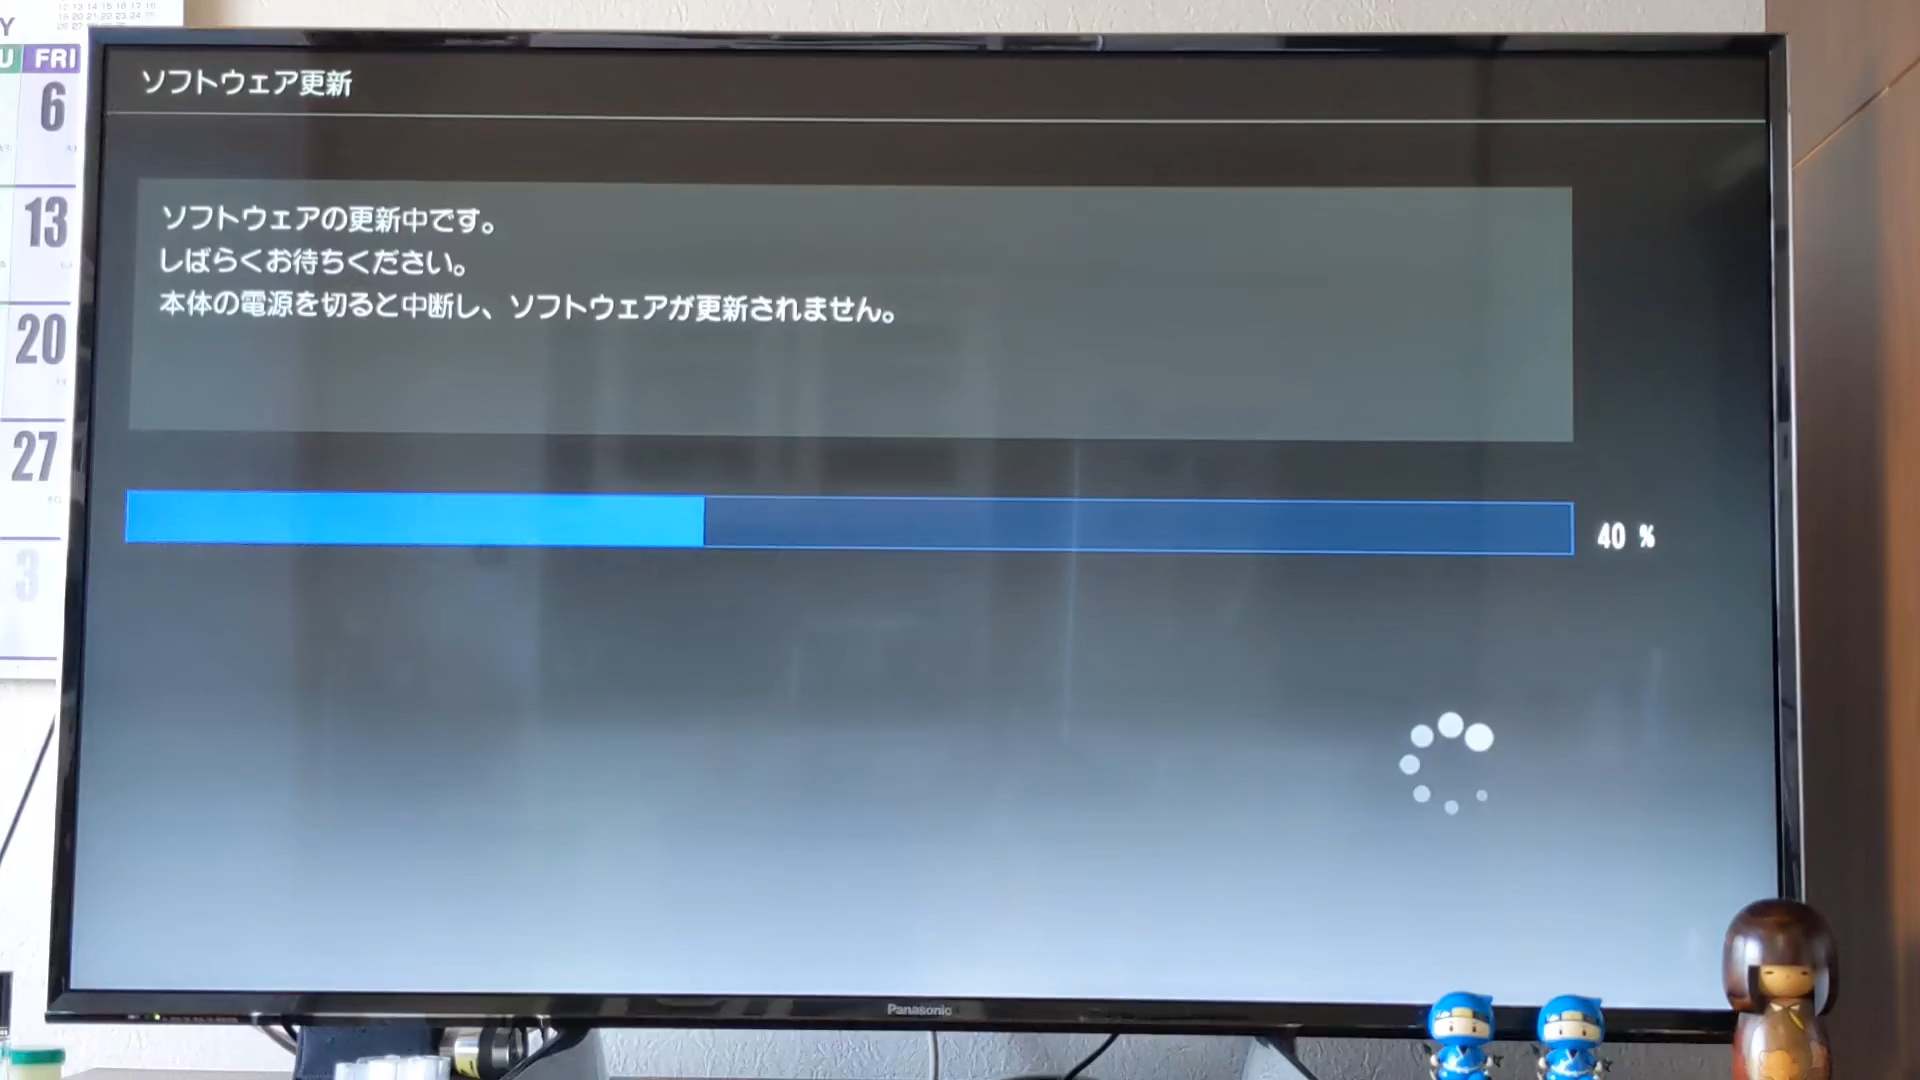 ソフトウェア更新
ソフトウェアの更新中です。
しばらくお待ちください。
本体の電源を切ると中断し、ソフトウェアが更新されません。
40 %
Panasonic
FRI
6
13
20
27
3